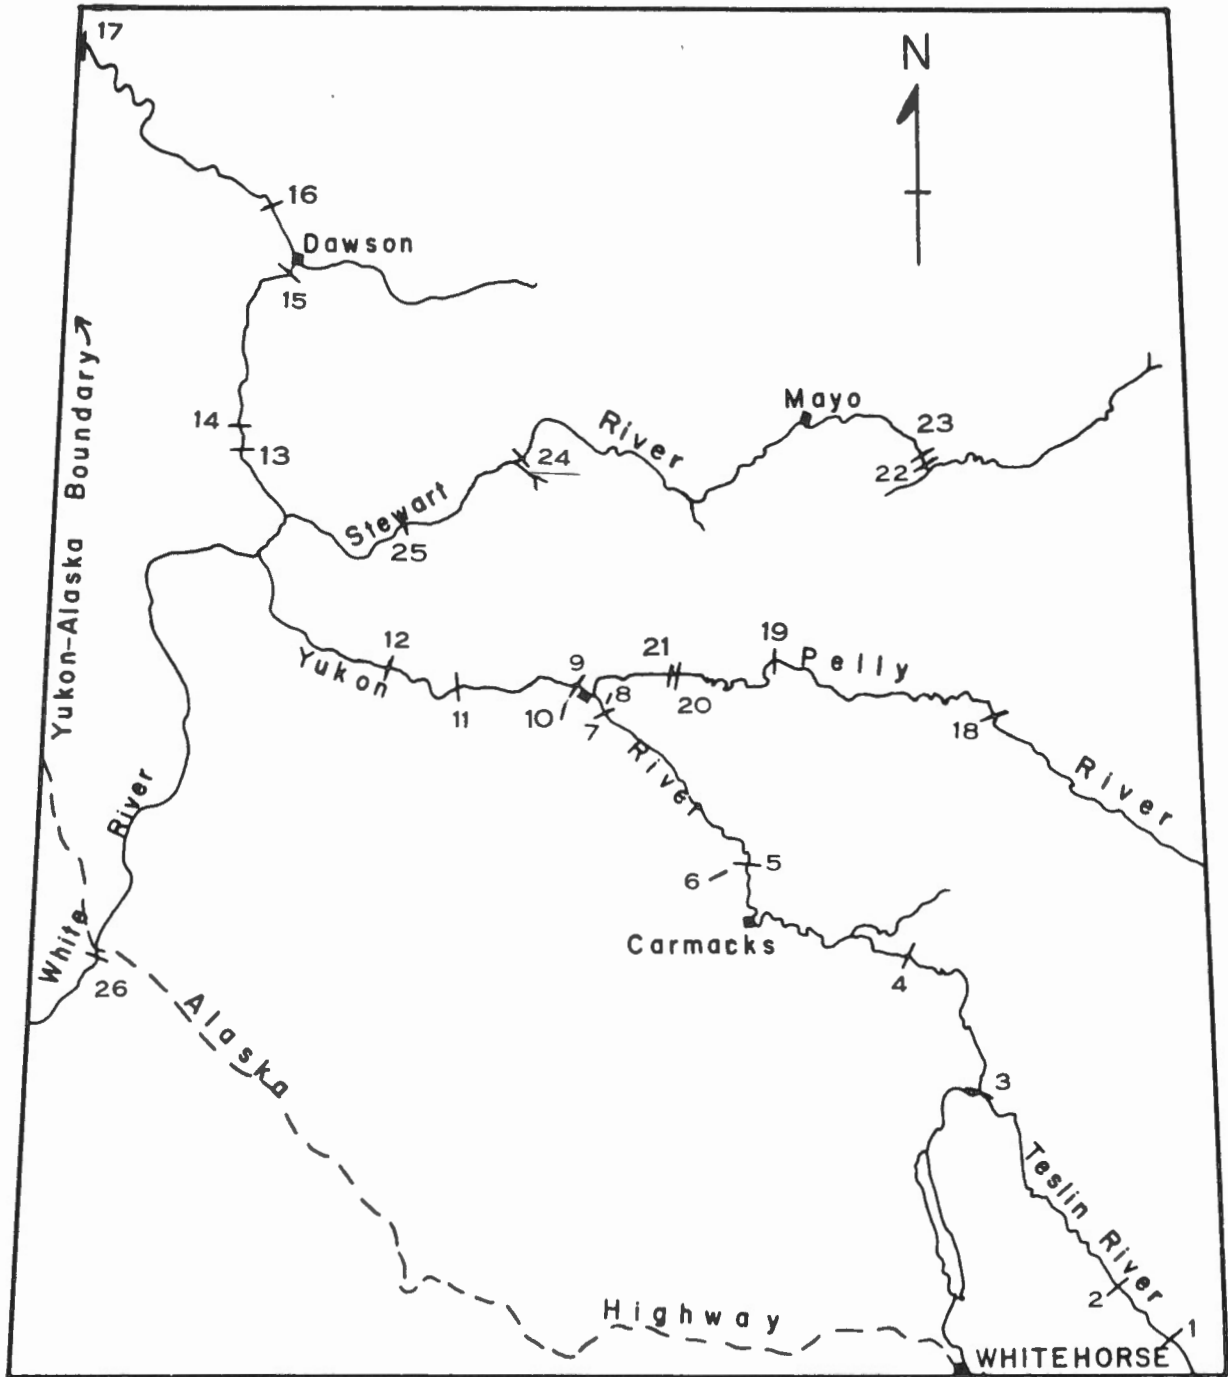 17
N
16
Dawson
15
Yukon-Alaska Boundary
14
13
Mayo
23
22
River
24
Stewart
25
12
Yukon
11
9
10
8
7
21
20
19
Pelly
18
River
River
5
6
Carmacks
4
River
White
26
Alaska
3
Teslin River
2
1
Highway
WHITEHORSE